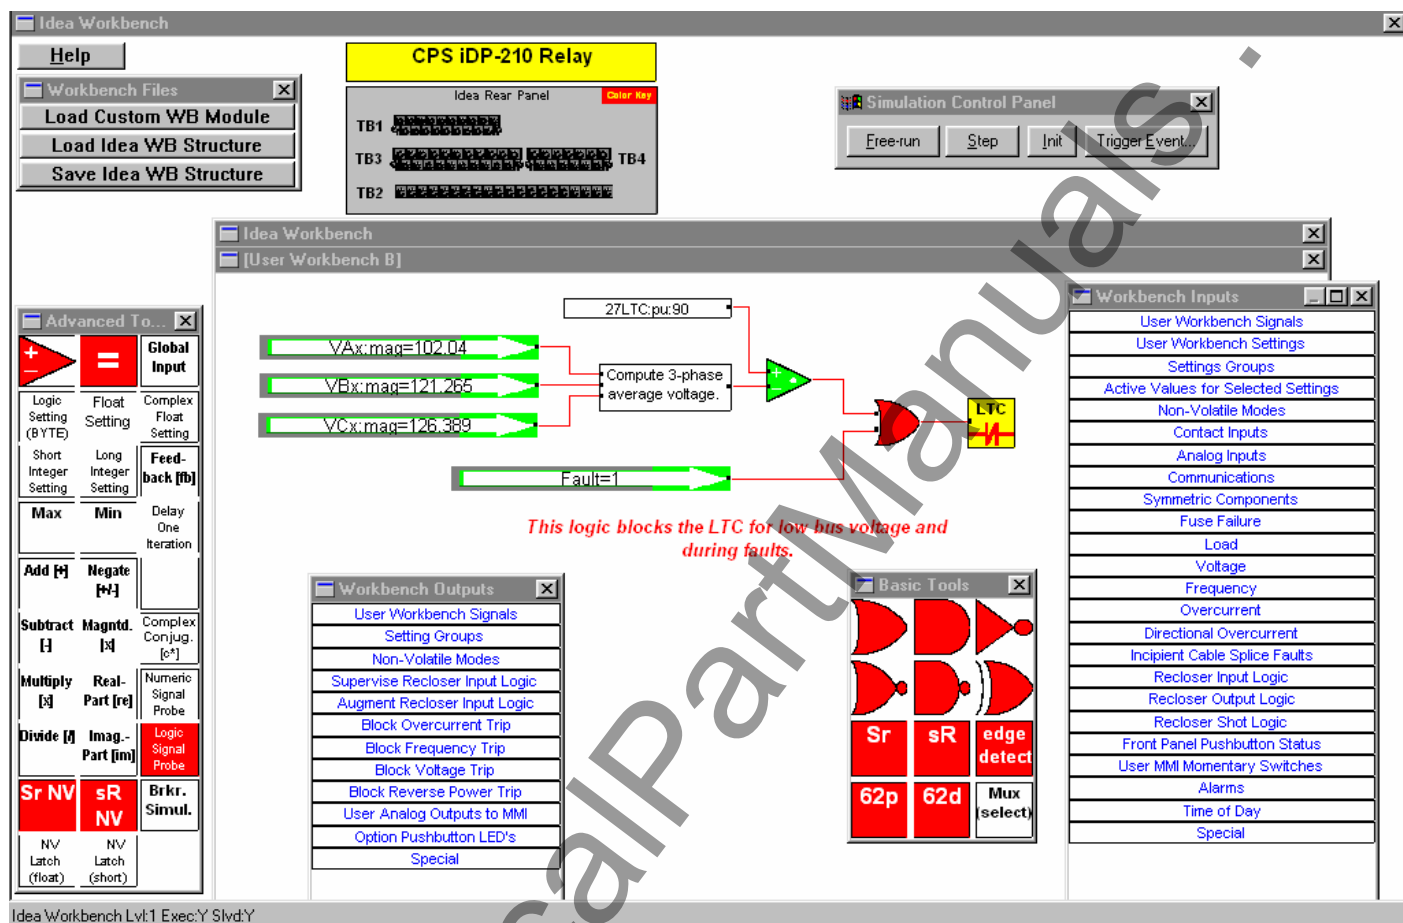 Idea Workbench
Help
CPS iDP-210 Relay
Workbench Files
Load Custom WB Module
Load Idea WB Structure
Save Idea WB Structure
Idea Rear Panel
Color Key
TB1
TB3
TB4
TB2
Simulation Control Panel
Free-run
Step
Init
Trigger Event...
Idea Workbench
[User Workbench B]
27LTC:pu:90
VAx:mag=102.04
VBx:mag=121.265
VCx:mag=126.389
Compute 3-phase
average voltage.
LTC
Fault=1
This logic blocks the LTC for low bus voltage and
during faults.
Advanced To...
Global
Input
Logic
Setting
(BYTE)
Float
Setting
Complex
Float
Setting
Short
Integer
Setting
Long
Integer
Setting
Feed-
back [fb]
Max
Min
Delay
One
Iteration
Add [+]
Negate
[+/-]
Subtract
[-]
Magntd.
|x|
Complex
Conjug.
[c*]
Multiply
[x]
Real-
Part [re]
Numeric
Signal
Probe
Divide [/]
Imag.-
Part [im]
Logic
Signal
Probe
Sr NV
sR
NV
Brkr.
Simul.
NV
Latch
(float)
NV
Latch
(short)
Workbench Outputs
User Workbench Signals
Setting Groups
Non-Volatile Modes
Supervise Recloser Input Logic
Augment Recloser Input Logic
Block Overcurrent Trip
Block Frequency Trip
Block Voltage Trip
Block Reverse Power Trip
User Analog Outputs to MMI
Option Pushbutton LED's
Special
Basic Tools
Sr
sR
edge
detect
62p
62d
Mux
(select)
Workbench Inputs
User Workbench Signals
User Workbench Settings
Settings Groups
Active Values for Selected Settings
Non-Volatile Modes
Contact Inputs
Analog Inputs
Communications
Symmetric Components
Fuse Failure
Load
Voltage
Frequency
Overcurrent
Directional Overcurrent
Incipient Cable Splice Faults
Recloser Input Logic
Recloser Output Logic
Recloser Shot Logic
Front Panel Pushbutton Status
User MMI Momentary Switches
Alarms
Time of Day
Special
Idea Workbench Lvl:1 Exec:Y Slvd:Y